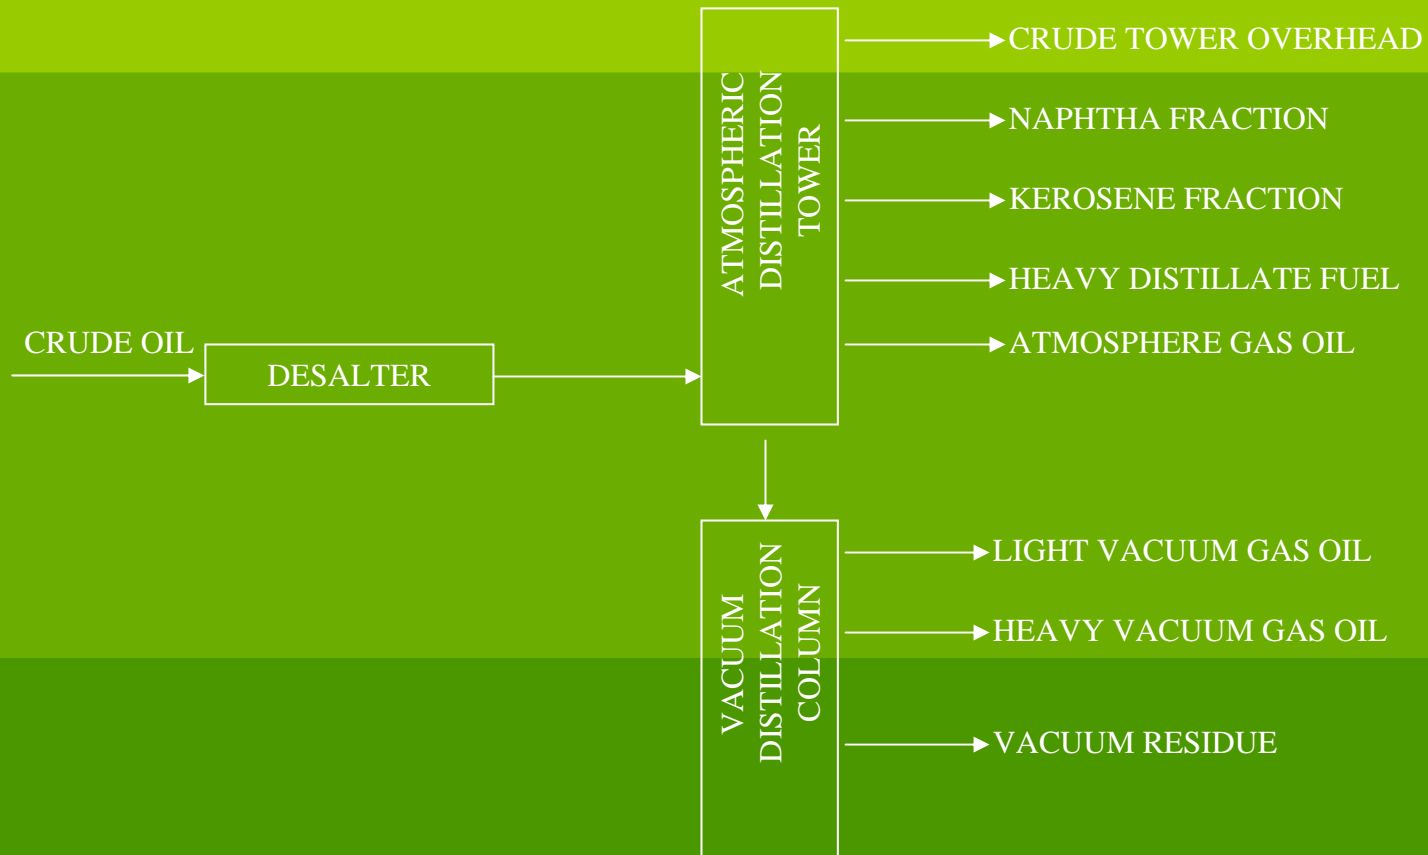 CRUDE TOWER OVERHEAD
NAPHTHA FRACTION
KEROSENE FRACTION
HEAVY DISTILLATE FUEL
ATMOSPHERE GAS OIL
ATMOSPHERIC
DISTILLATION
TOWER
CRUDE OIL
DESALTER
LIGHT VACUUM GAS OIL
HEAVY VACUUM GAS OIL
VACUUM RESIDUE
VACUUM
DISTILLATION
COLUMN